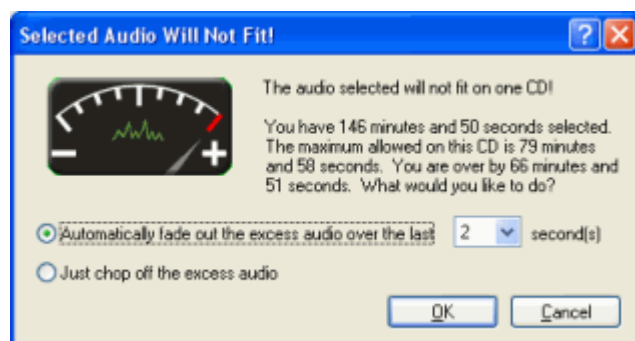 Selected Audio Will Not Fit!
The audio selected will not fit on one CD!
You have 146 minutes and 50 seconds selected.
The maximum allowed on this CD is 79 minutes
and 58 seconds. You are over by 66 minutes and
51 seconds. What would you like to do?
Automatically fade out the excess audio over the last 2 second(s)
Just chop off the excess audio
OK Cancel